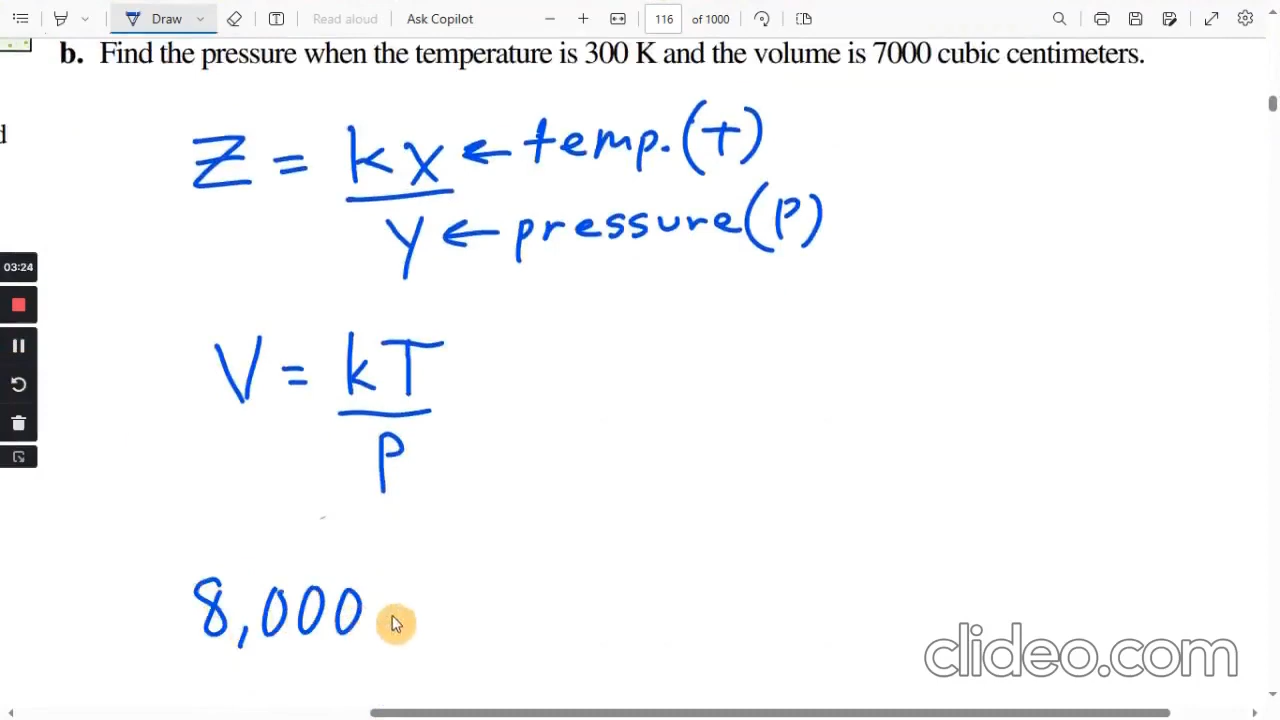 Draw Read aloud Ask Copilot 116 of 1000
b. Find the pressure when the temperature is 300 K and the volume is 7000 cubic centimeters.
d
Z = kx ← temp. (T)
y ← pressure (P)
03:24
V = kT
P
8,000
clideo.com